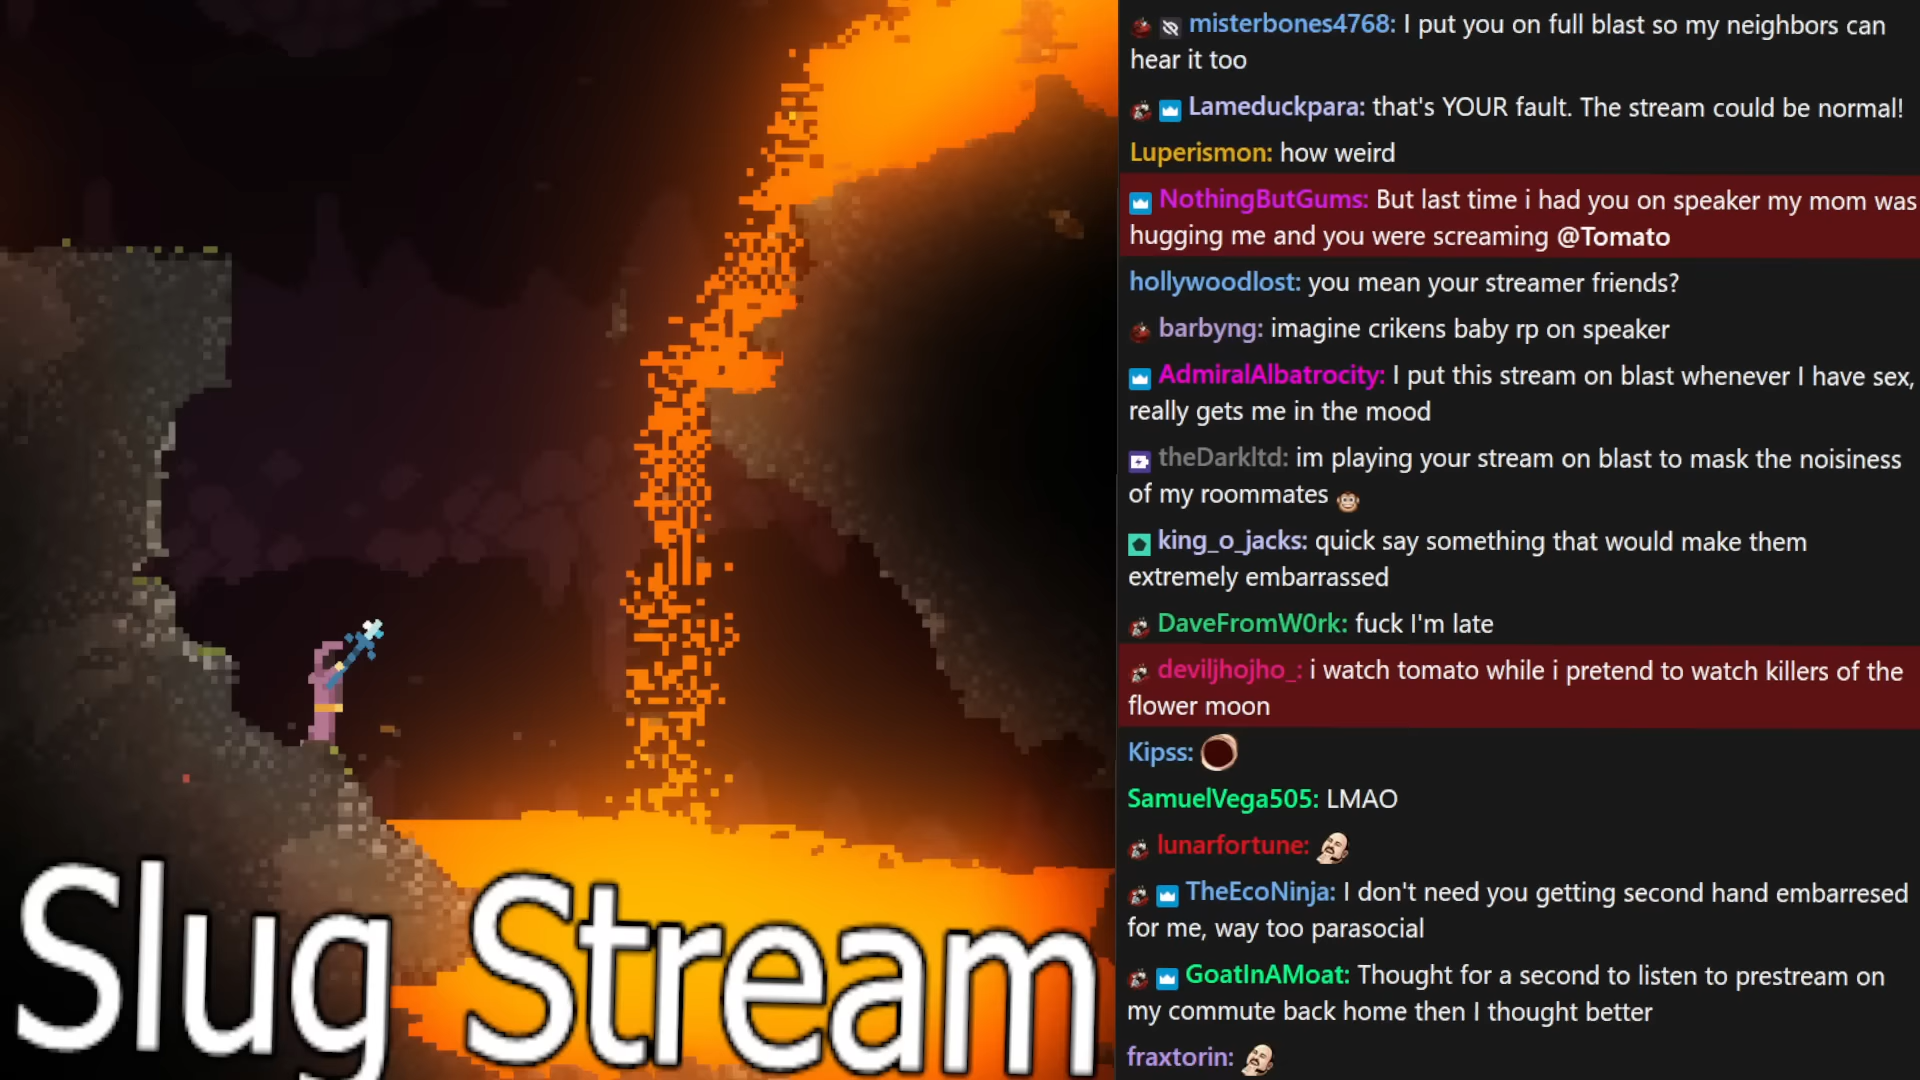 misterbones4768: I put you on full blast so my neighbors can
hear it too
Lameduckpara: that's YOUR fault. The stream could be normal!
Luperismon: how weird
NothingButGums: But last time i had you on speaker my mom was
hugging me and you were screaming @Tomato
hollywoodlost: you mean your streamer friends?
barbyng: imagine crikens baby rp on speaker
AdmiralAlbatrocity: I put this stream on blast whenever I have sex,
really gets me in the mood
theDarkltd: im playing your stream on blast to mask the noisiness
of my roommates
king_o_jacks: quick say something that would make them
extremely embarrassed
DaveFromW0rk: fuck I'm late
deviljhojho_: i watch tomato while i pretend to watch killers of the
flower moon
Kipss:
SamuelVega505: LMAO
lunarfortune:
TheEcoNinja: I don't need you getting second hand embarresed
for me, way too parasocial
GoatInAMoat: Thought for a second to listen to prestream on
my commute back home then I thought better
fraxtorin:
Slug Stream